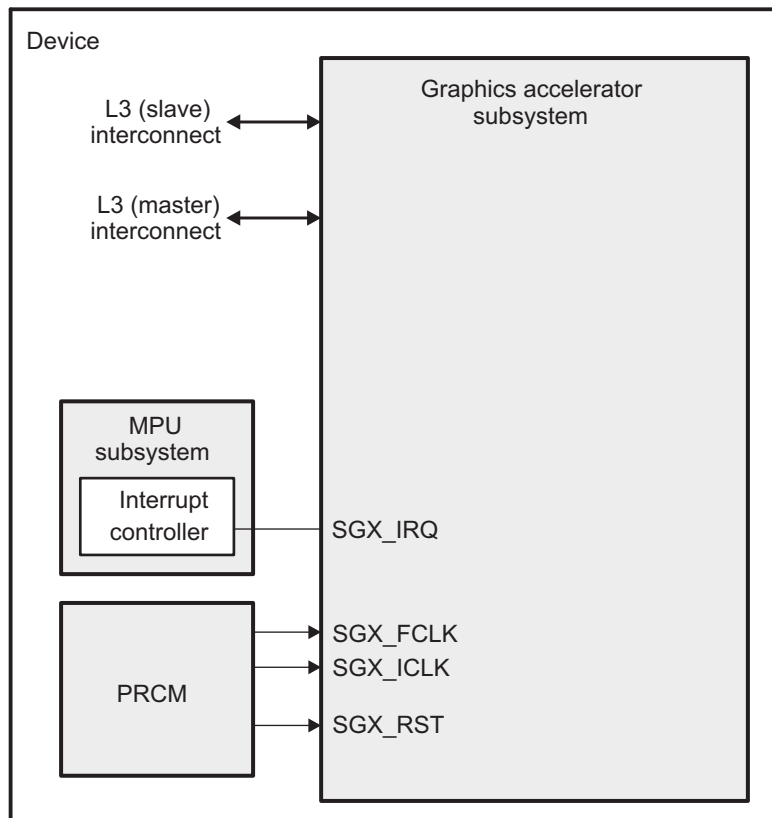 Device
Graphics accelerator
subsystem
L3 (slave)
interconnect
L3 (master)
interconnect
MPU
subsystem
Interrupt
controller
SGX_IRQ
PRCM
SGX_FCLK
SGX_ICLK
SGX_RST